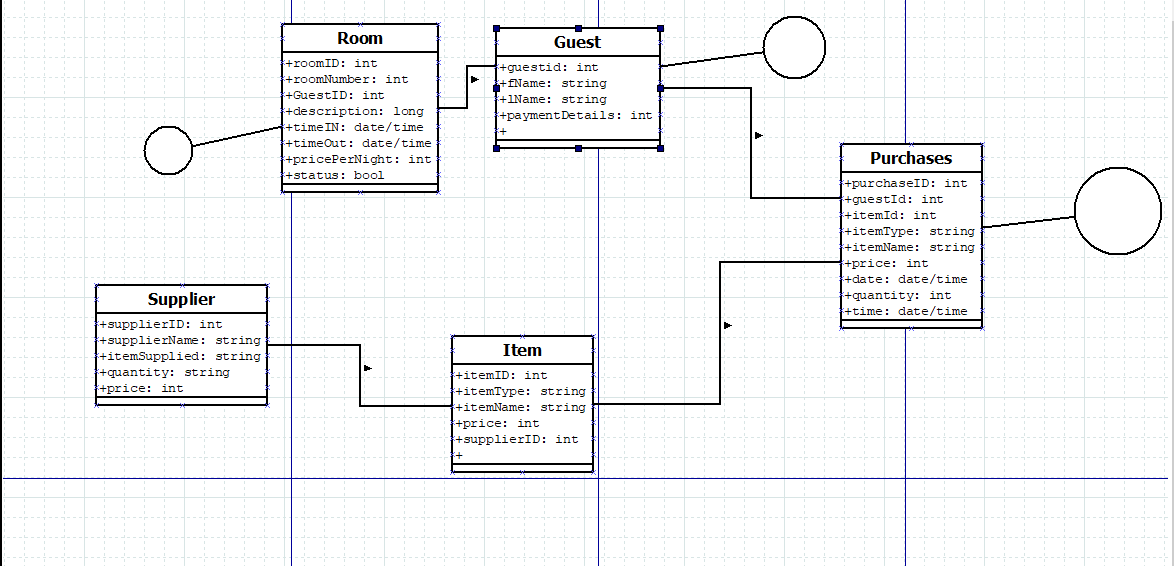 Room
+roomID: int
+roomNumber: int
+GuestID: int
+description: long
+timeIN: date/time
+timeOut: date/time
+pricePerNight: int
+status: bool
Guest
+guestid: int
+fName: string
+lName: string
+paymentDetails: int
+
Purchases
+purchaseID: int
+guestId: int
+itemId: int
+itemType: string
+itemName: string
+price: int
+date: date/time
+quantity: int
+time: date/time
Supplier
+supplierID: int
+supplierName: string
+itemSupplied: string
+quantity: string
+price: int
Item
+itemID: int
+itemType: string
+itemName: string
+price: int
+supplierID: int
+